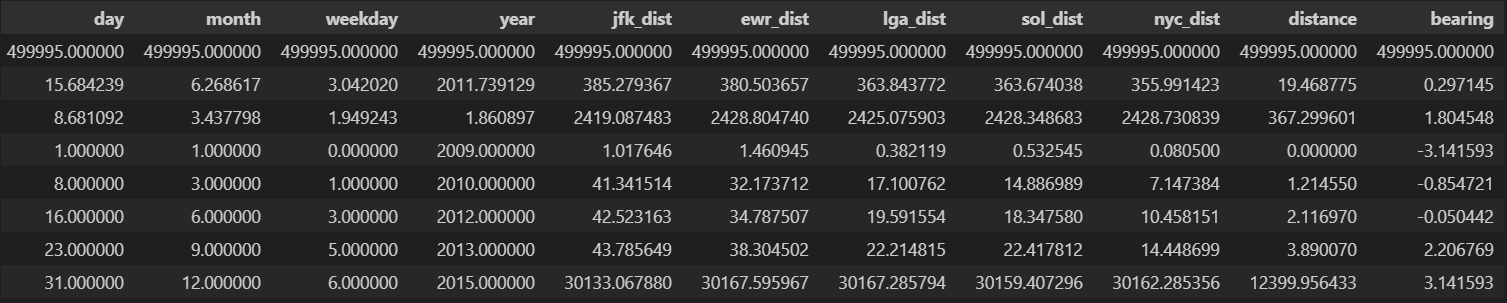 day month weekday year jfk_dist ewr_dist lga_dist sol_dist nyc_dist distance bearing
499995.000000 499995.000000 499995.000000 499995.000000 499995.000000 499995.000000 499995.000000 499995.000000 499995.000000 499995.000000 499995.000000
15.684239 6.268617 3.042020 2011.739129 385.279367 380.503657 363.843772 363.674038 355.991423 19.468775 0.297145
8.681092 3.437798 1.949243 1.860897 2419.087483 2428.804740 2425.075903 2428.348683 2428.730839 367.299601 1.804548
1.000000 1.000000 0.000000 2009.000000 1.017646 1.460945 0.382119 0.532545 0.080500 0.000000 -3.141593
8.000000 3.000000 1.000000 2010.000000 41.341514 32.173712 17.100762 14.886989 7.147384 1.214550 -0.854721
16.000000 6.000000 3.000000 2012.000000 42.523163 34.787507 19.591554 18.347580 10.458151 2.116970 -0.050442
23.000000 9.000000 5.000000 2013.000000 43.785649 38.304502 22.214815 22.417812 14.448699 3.890070 2.206769
31.000000 12.000000 6.000000 2015.000000 30133.067880 30167.595967 30167.285794 30159.407296 30162.285356 12399.956433 3.141593